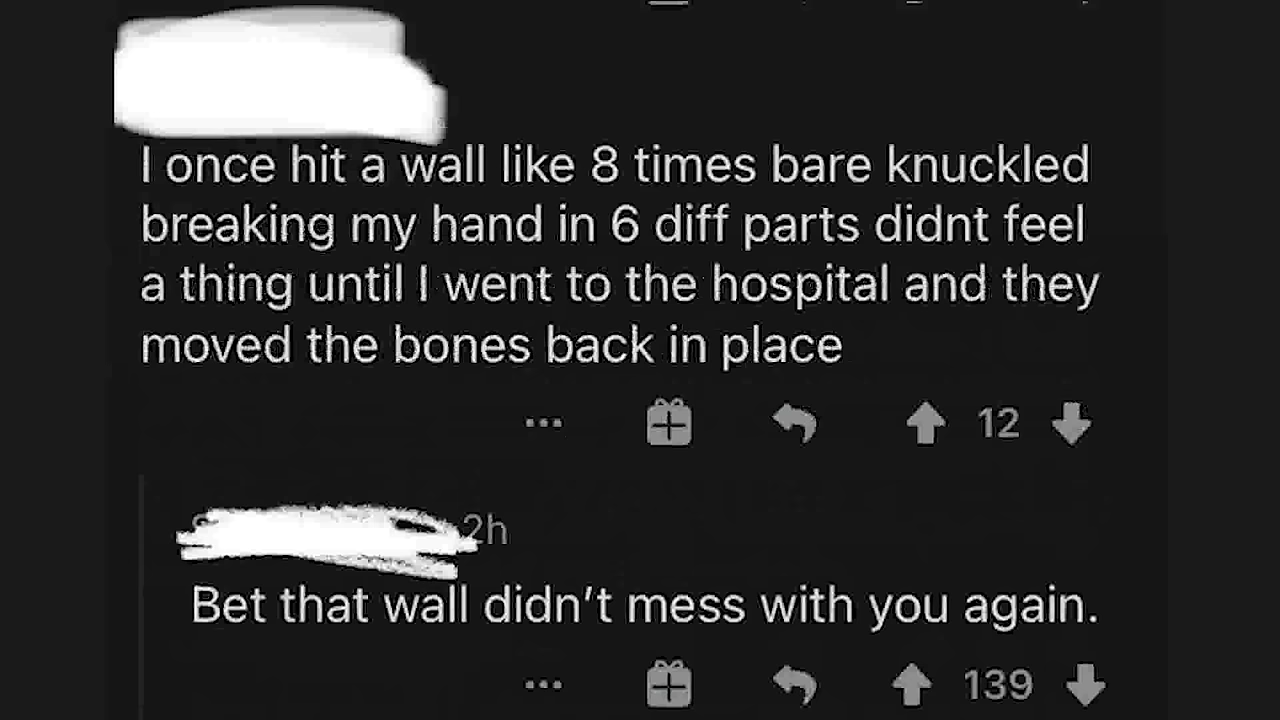 I once hit a wall like 8 times bare knuckled
breaking my hand in 6 diff parts didnt feel
a thing until I went to the hospital and they
moved the bones back in place
12
2h
Bet that wall didn't mess with you again.
139